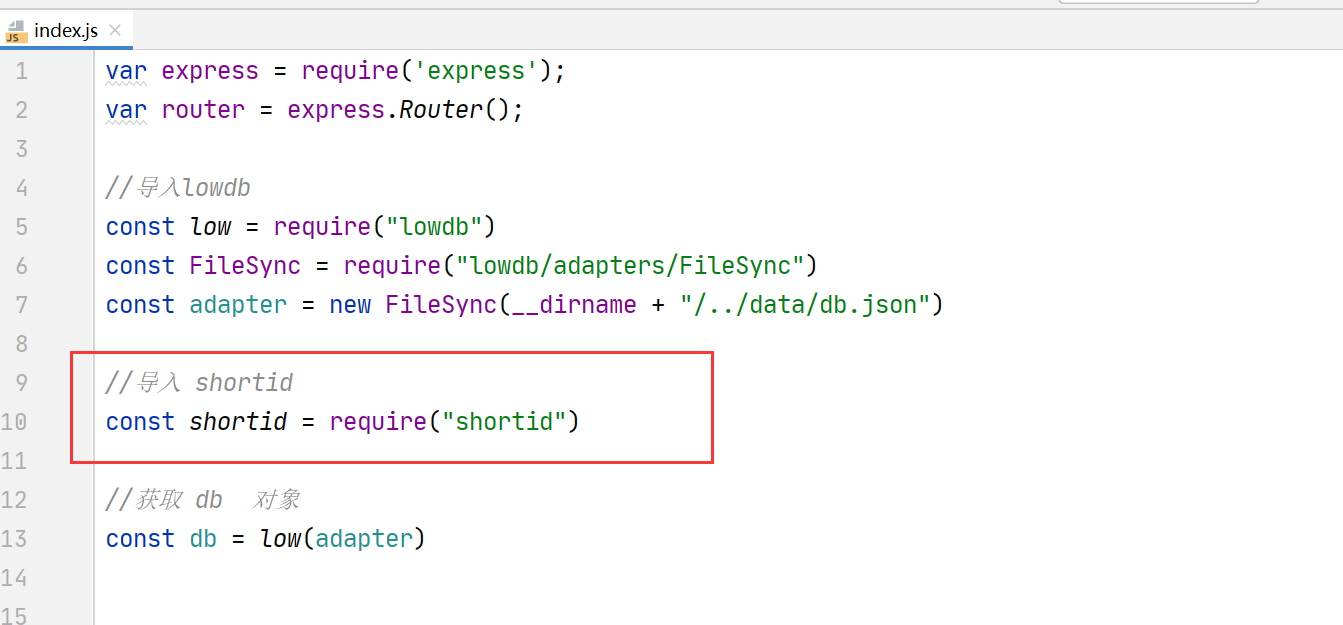 index.js
1 var express = require('express');
2 var router = express.Router();
3
4 //导入lowdb
5 const low = require("lowdb")
6 const FileSync = require("lowdb/adapters/FileSync")
7 const adapter = new FileSync(__dirname + "/../data/db.json")
8
9 //导入 shortid
10 const shortid = require("shortid")
11
12 //获取 db  对象
13 const db = low(adapter)
14
15